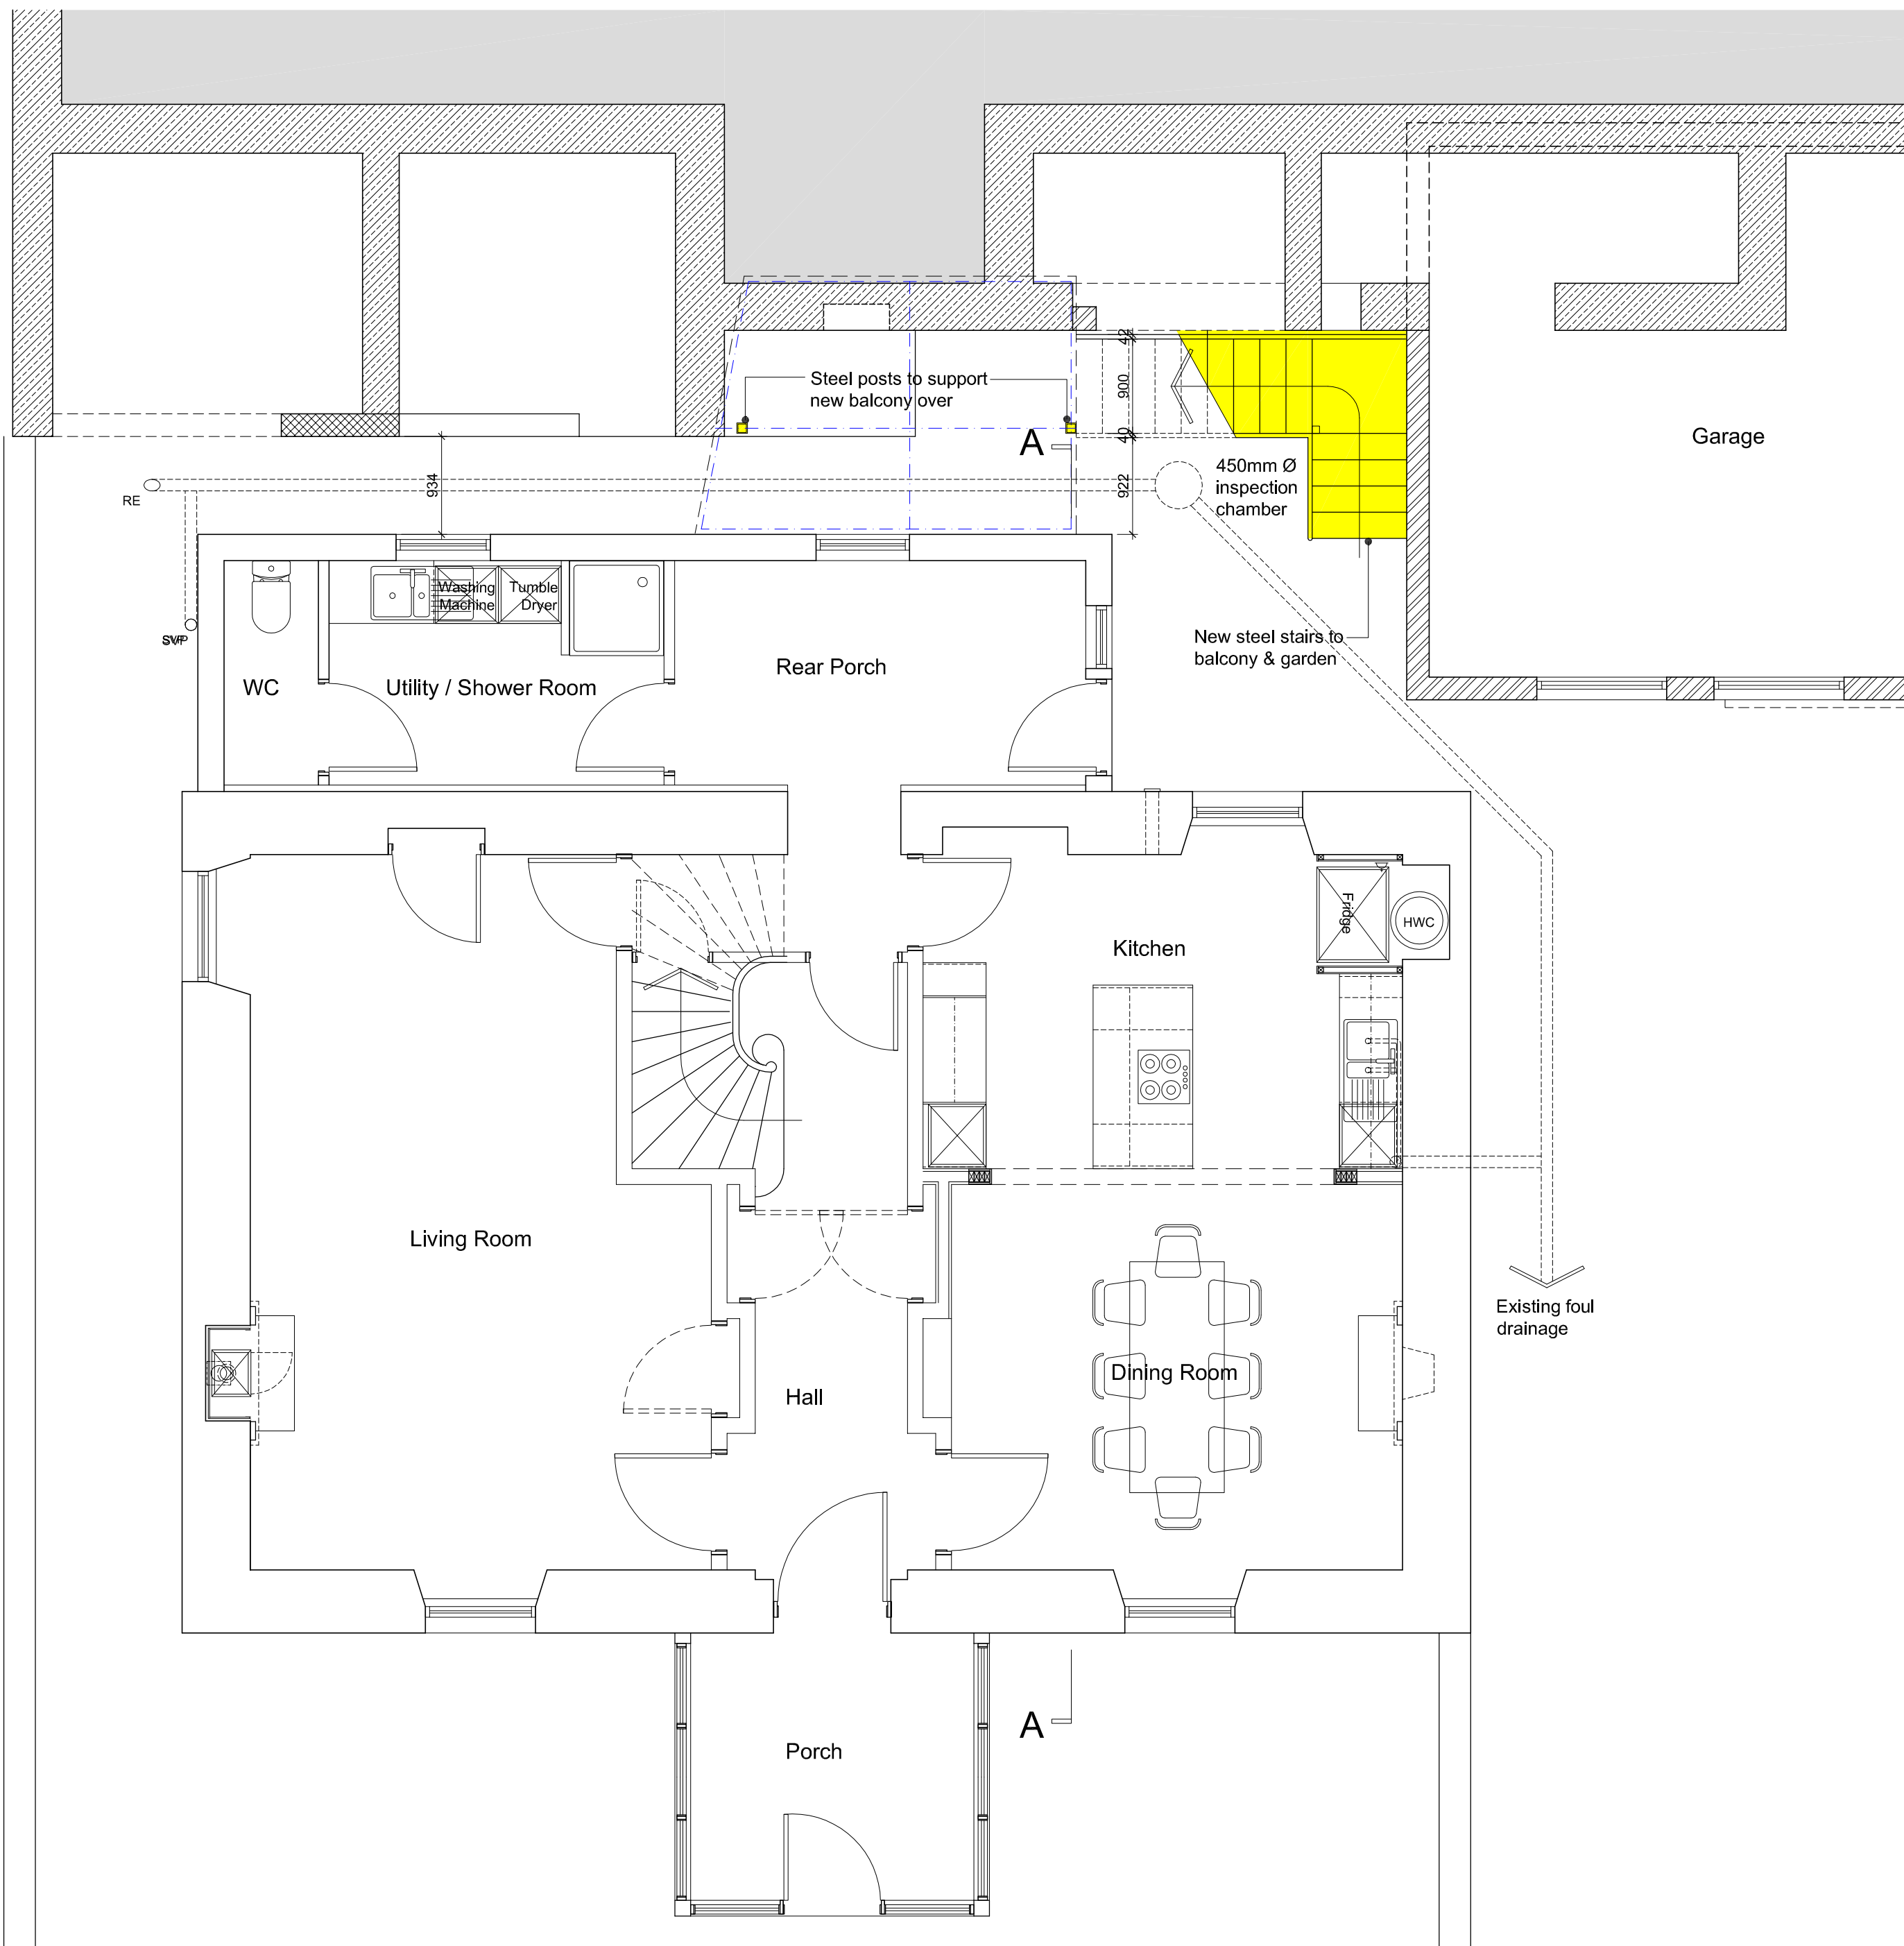 42
Steel posts to support
new balcony over
900
A
40
Garage
450mm Ø
inspection
chamber
934
922
RE
Washing
Machine
Tumble
Dryer
New steel stairs to
balcony & garden
Rear Porch
WC
Utility / Shower Room
Fridge
HWC
Kitchen
Living Room
Existing foul
drainage
Dining Room
Hall
A
Porch